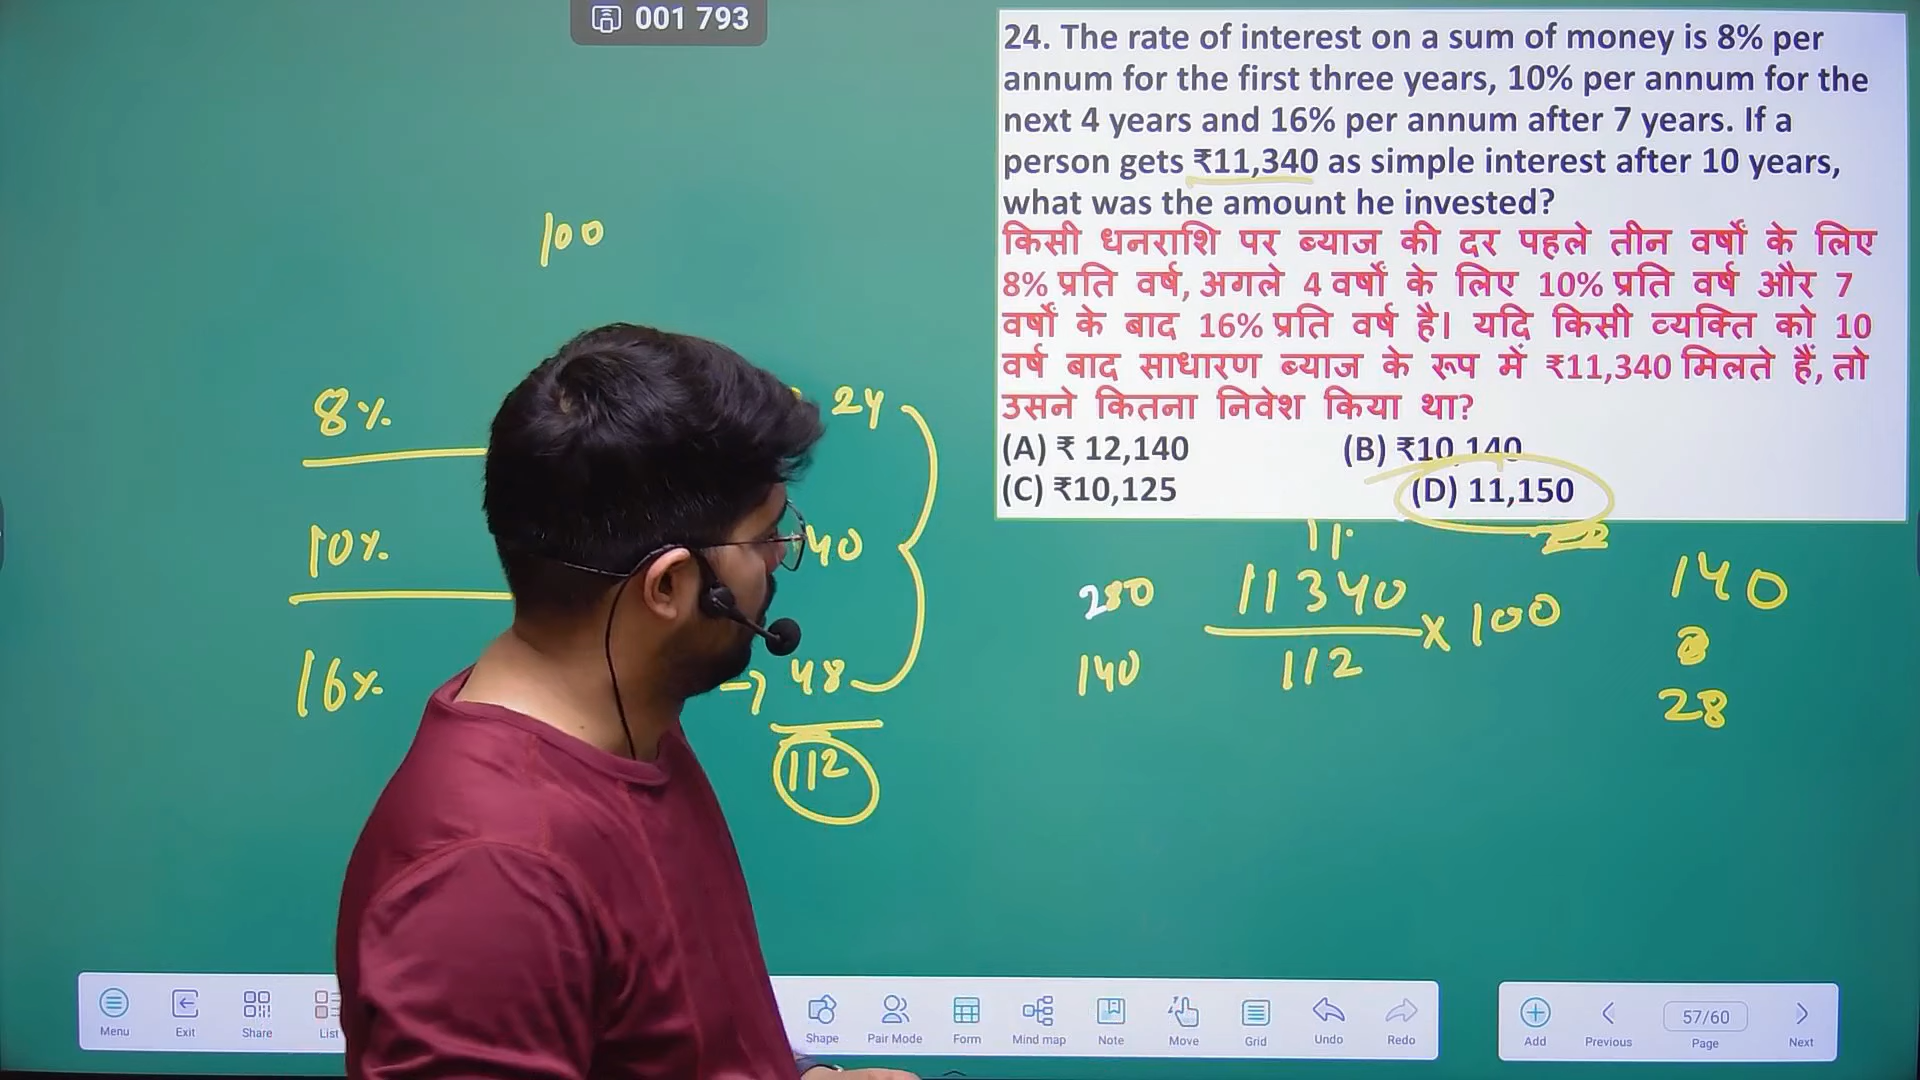 001 793
24. The rate of interest on a sum of money is 8% per
annum for the first three years, 10% per annum for the
next 4 years and 16% per annum after 7 years. If a
person gets ₹11,340 as simple interest after 10 years,
what was the amount he invested?
किसी धनराशि पर ब्याज की दर पहले तीन वर्षों के लिए
8% प्रति वर्ष, अगले 4 वर्षों के लिए 10% प्रति वर्ष और 7
वर्षों के बाद 16% प्रति वर्ष है। यदि किसी व्यक्ति को 10
वर्ष बाद साधारण ब्याज के रूप में ₹11,340 मिलते हैं, तो
उसने कितना निवेश किया था?
(A) ₹ 12,140 (B) ₹10,140
(C) ₹10,125 (D) 11,150
100
8% 24
10% 40
16% → 48
112
280 11340 × 100 140
140 112 28
Menu Exit Share List Shape Pair Mode Form Mind map Note Move Grid Undo Redo
Add Previous 57/60 Page Next